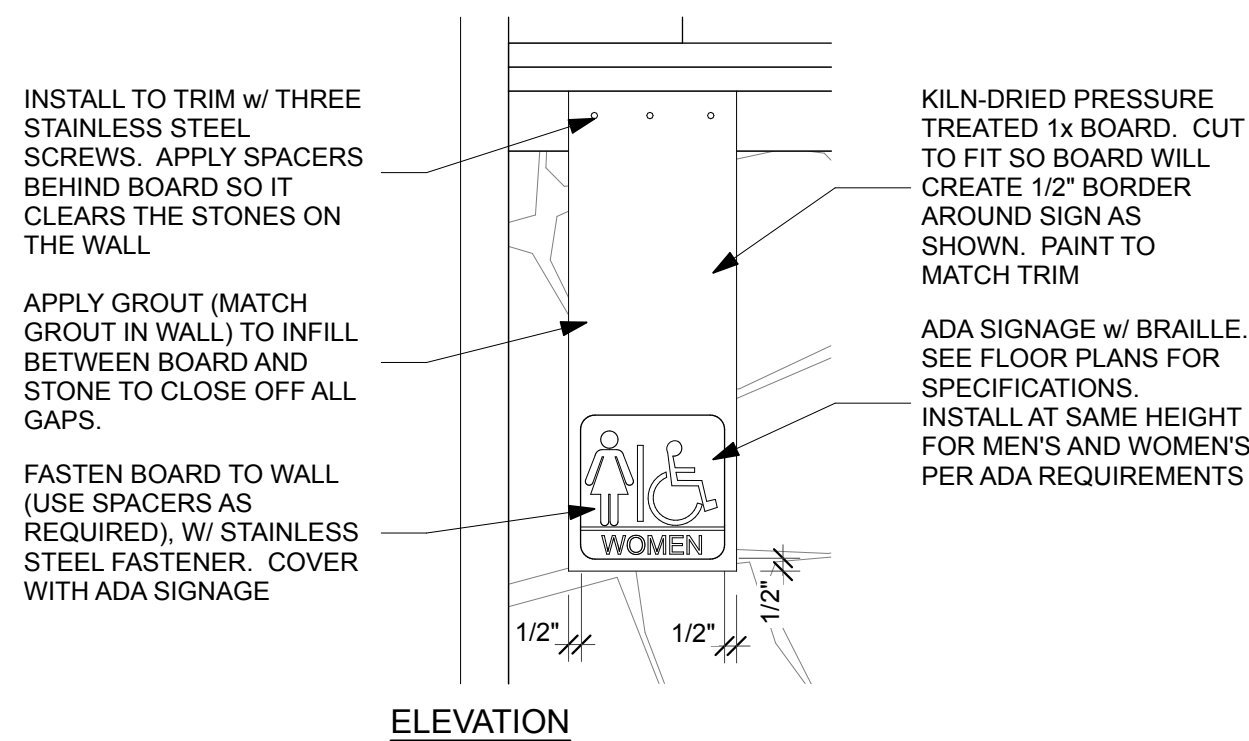 INSTALL TO TRIM w/ THREE
STAINLESS STEEL
SCREWS.  APPLY SPACERS
BEHIND BOARD SO IT
CLEARS THE STONES ON
THE WALL
APPLY GROUT (MATCH
GROUT IN WALL) TO INFILL
BETWEEN BOARD AND
STONE TO CLOSE OFF ALL
GAPS.
FASTEN BOARD TO WALL
(USE SPACERS AS
REQUIRED), W/ STAINLESS
STEEL FASTENER.  COVER
WITH ADA SIGNAGE
KILN-DRIED PRESSURE
TREATED 1x BOARD.  CUT
TO FIT SO BOARD WILL
CREATE 1/2" BORDER
AROUND SIGN AS
SHOWN.  PAINT TO
MATCH TRIM
ADA SIGNAGE w/ BRAILLE.
SEE FLOOR PLANS FOR
SPECIFICATIONS.
INSTALL AT SAME HEIGHT
FOR MEN'S AND WOMEN'S
PER ADA REQUIREMENTS
WOMEN
1/2"
1/2"
1/2"
ELEVATION